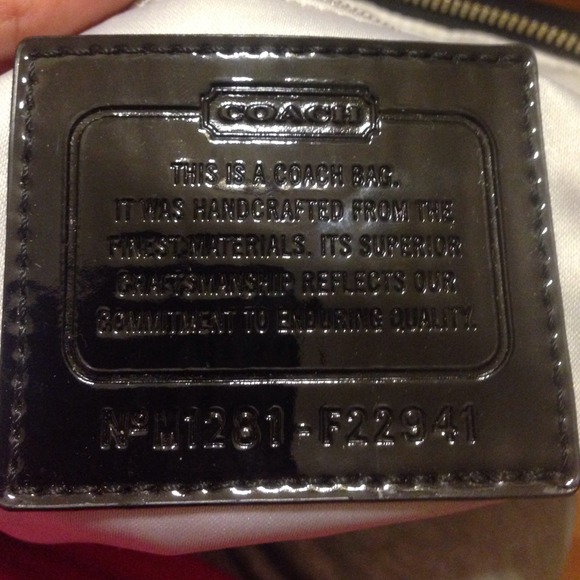 COACH
THIS IS A COACH BAG.
IT WAS HANDCRAFTED FROM THE
FINEST MATERIALS. ITS SUPERIOR
CRAFTSMANSHIP REFLECTS OUR
COMMITMENT TO ENDURING QUALITY.
Nº M1281-F22941